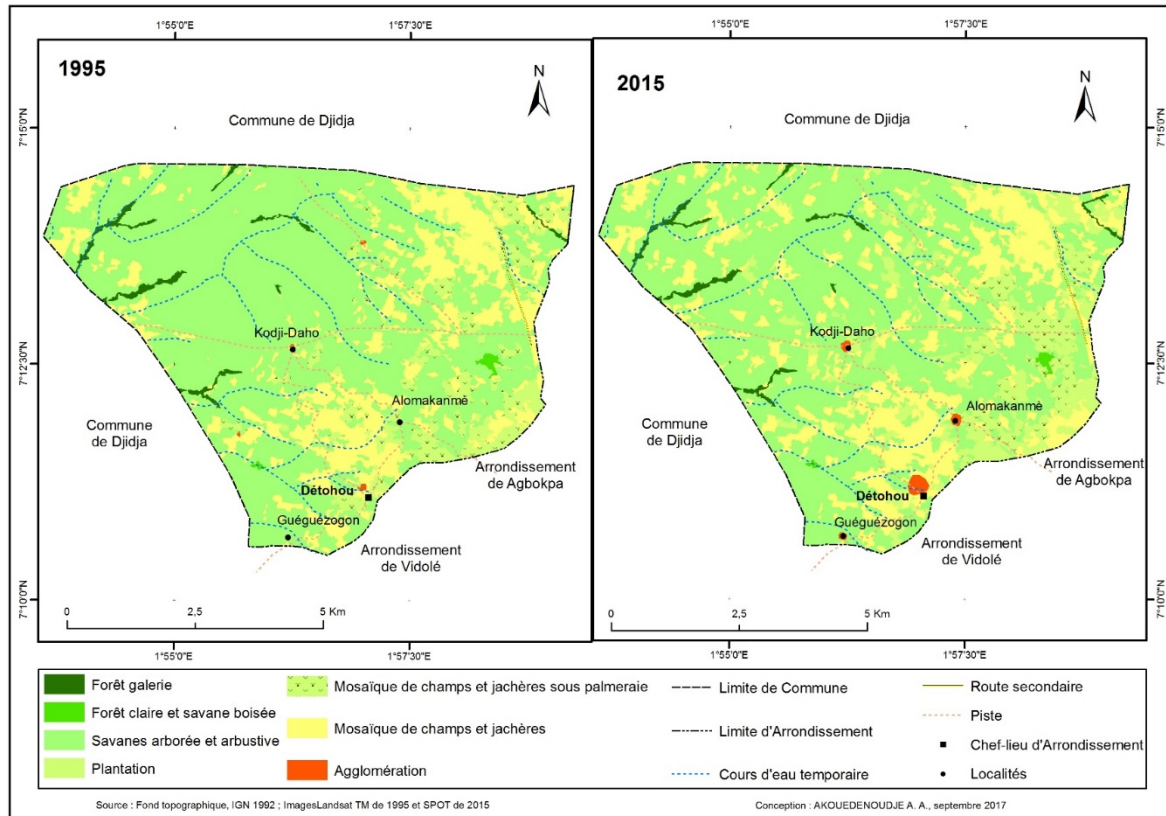 1°55'0"E
1°57'30"E
1°55'0"E
1°57'30"E
1995
N
Commune de Djidja
7°15'0"N
Kodji-Daho
7°12'30"N
Alomakanmè
Commune
de Djidja
Arrondissement
de Agbokpa
Détohou
Guéguézogon
Arrondissement
de Vidolé
7°10'0"N
0
2,5
5 Km
1°55'0"E
1°57'30"E
2015
N
Commune de Djidja
7°15'0"N
Kodji-Daho
7°12'30"N
Alomakanmè
Commune
de Djidja
Arrondissement
de Agbokpa
Détohou
Guéguézogon
Arrondissement
de Vidolé
7°10'0"N
0
2,5
5 Km
1°55'0"E
1°57'30"E
Forêt galerie
Forêt claire et savane boisée
Savanes arborée et arbustive
Plantation
Mosaïque de champs et jachères sous palmeraie
Mosaïque de champs et jachères
Agglomération
Limite de Commune
Limite d'Arrondissement
Cours d'eau temporaire
Route secondaire
Piste
Chef-lieu d'Arrondissement
Localités
Source : Fond topographique, IGN 1992 ; ImagesLandsat TM de 1995 et SPOT de 2015
Conception : AKOUEDENOUDJE A. A., septembre 2017